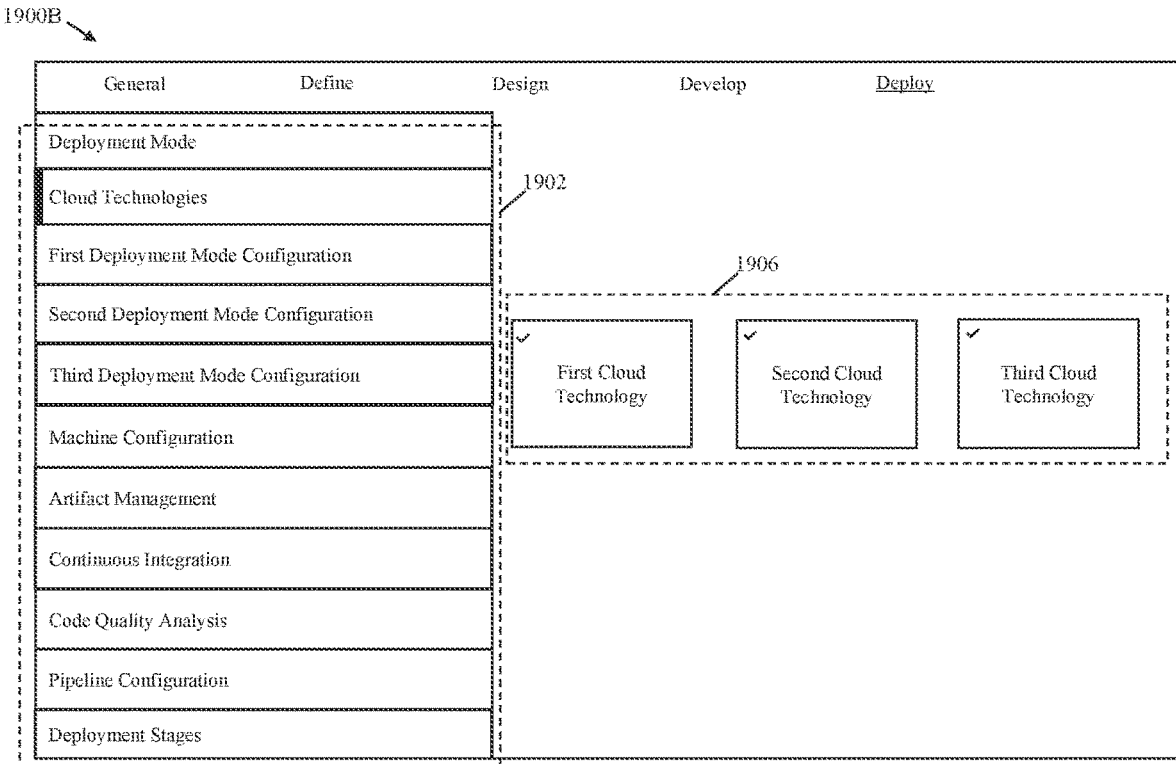 1900B
General Define Design Develop Deploy
Deployment Mode
Cloud Technologies
1902
First Deployment Mode Configuration
1906
Second Deployment Mode Configuration
Third Deployment Mode Configuration
First Cloud
Technology
Second Cloud
Technology
Third Cloud
Technology
Machine Configuration
Artifact Management
Continuous Integration
Code Quality Analysis
Pipeline Configuration
Deployment Stages